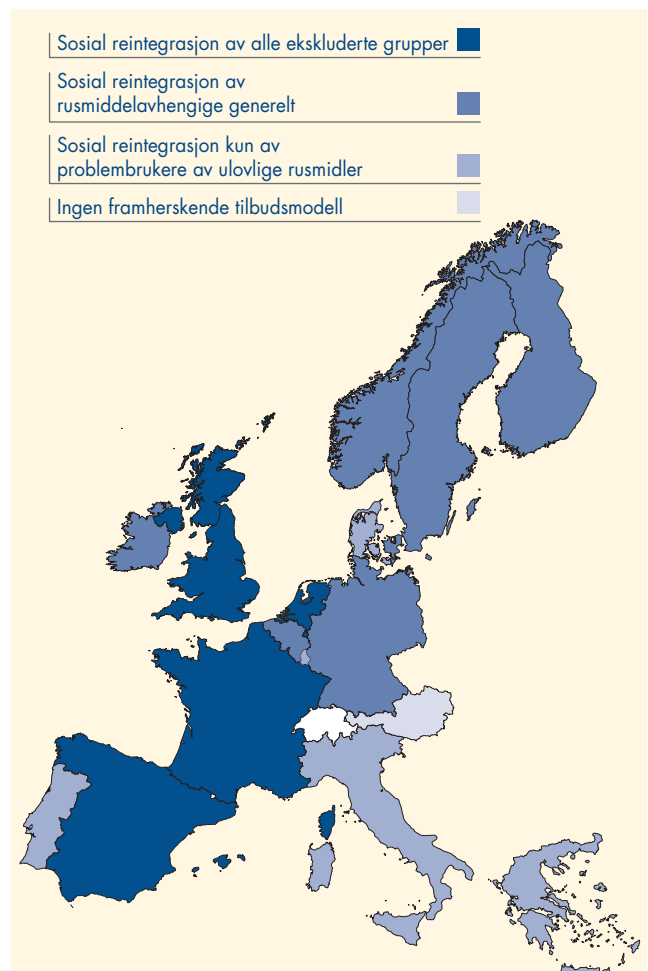 Sosial reintegrasjon av alle ekskluderte grupper
Sosial reintegrasjon av
rusmiddelavhengige generelt
Sosial reintegrasjon kun av
problembrukere av ulovlige rusmidler
Ingen framherskende tilbudsmodell